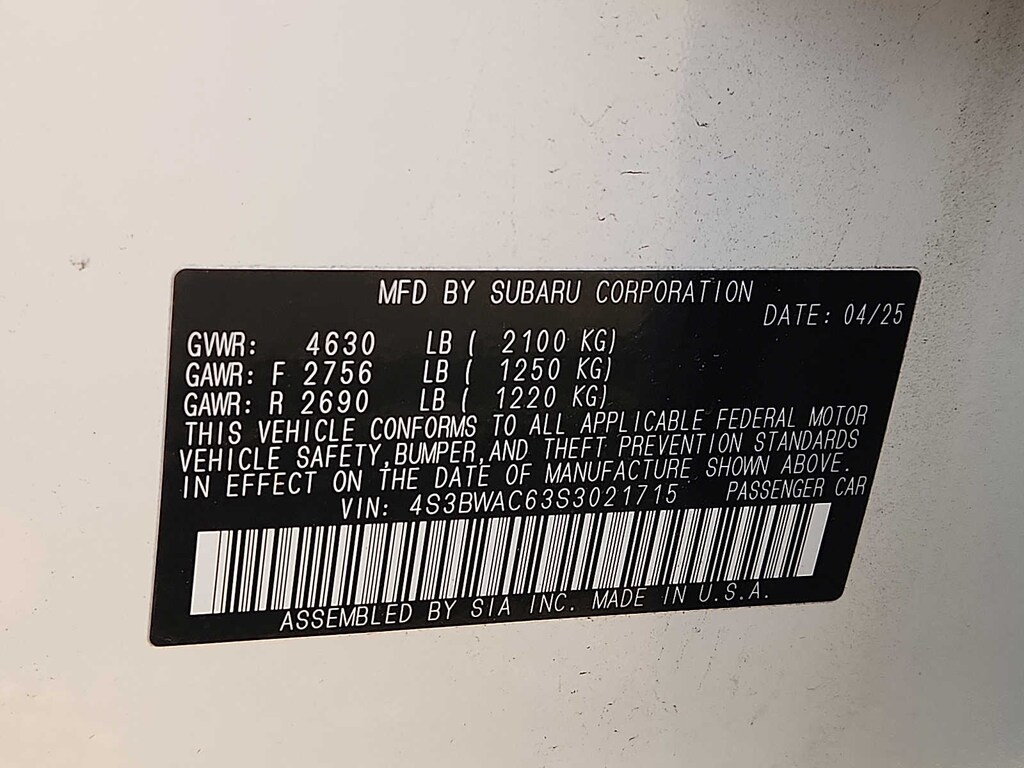 MFD BY SUBARU CORPORATION
DATE: 04/25
GVWR: 4630 LB ( 2100 KG)
GAWR: F 2756 LB ( 1250 KG)
GAWR: R 2690 LB ( 1220 KG)
THIS VEHICLE CONFORMS TO ALL APPLICABLE FEDERAL MOTOR
VEHICLE SAFETY, BUMPER, AND THEFT PREVENTION STANDARDS
IN EFFECT ON THE DATE OF MANUFACTURE SHOWN ABOVE.
VIN: 4S3BWAC63S3021715 PASSENGER CAR
ASSEMBLED BY SIA INC. MADE IN U.S.A.